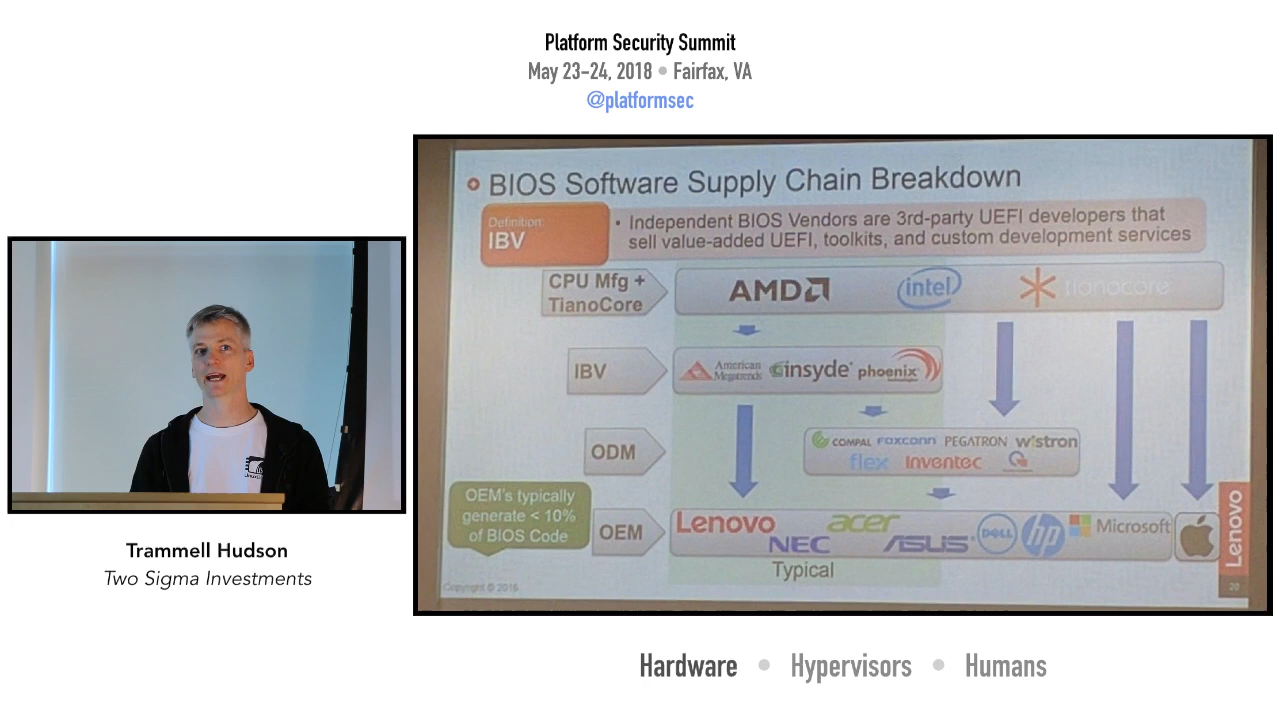 Platform Security Summit
May 23-24, 2018 • Fairfax, VA
@platformsec
BIOS Software Supply Chain Breakdown
Definition:
IBV
• Independent BIOS Vendors are 3rd-party UEFI developers that
sell value-added UEFI, toolkits, and custom development services
CPU Mfg +
TianoCore
AMD
intel
tianocore
IBV
American
Megatrends
insyde
phoenix
technologies
ODM
COMPAL FOXCONN PEGATRON wistron
flex Inventec
OEM's typically
generate < 10%
of BIOS Code
OEM
Lenovo acer DELL hp Microsoft
NEC ASUS
Typical
Copyright © 2016
Lenovo
20
Trammell Hudson
Two Sigma Investments
Hardware • Hypervisors • Humans